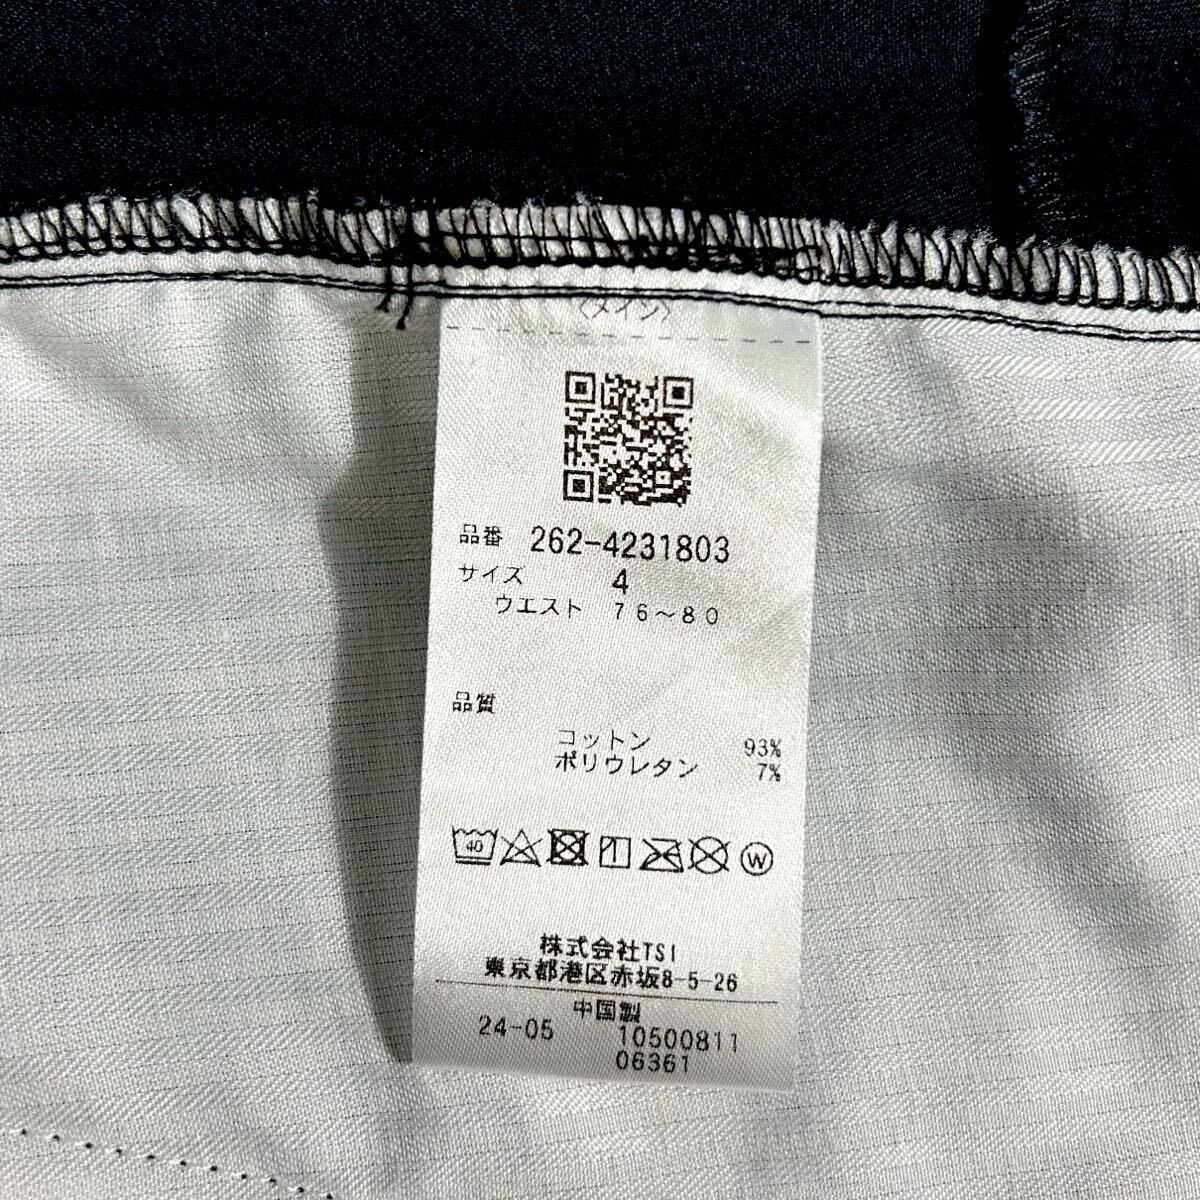 〈メイン〉
品番 262-4231803
サイズ 4
ウエスト 76~80
品質
コットン 93%
ポリウレタン 7%
40
W
株式会社TSI
東京都港区赤坂8-5-26
中国製
24-05 10500811
06361